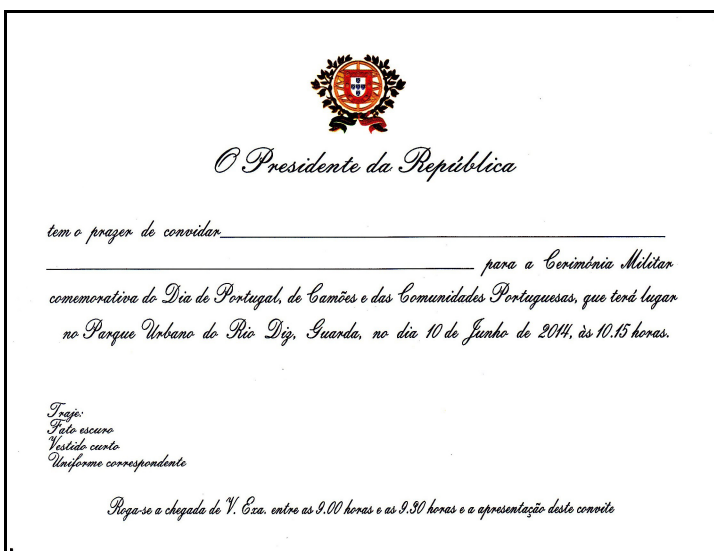 O Presidente da República
tem o prazer de convidar
para a Cerimónia Militar
comemorativa do Dia de Portugal, de Camões e das Comunidades Portuguesas, que terá lugar
no Parque Urbano do Rio Diz, Guarda, no dia 10 de Junho de 2014, às 10.15 horas.
Traje:
Fato escuro
Vestido curto
Uniforme correspondente
Roga-se a chegada de V. Exa. entre as 9.00 horas e as 9.30 horas e a apresentação deste convite